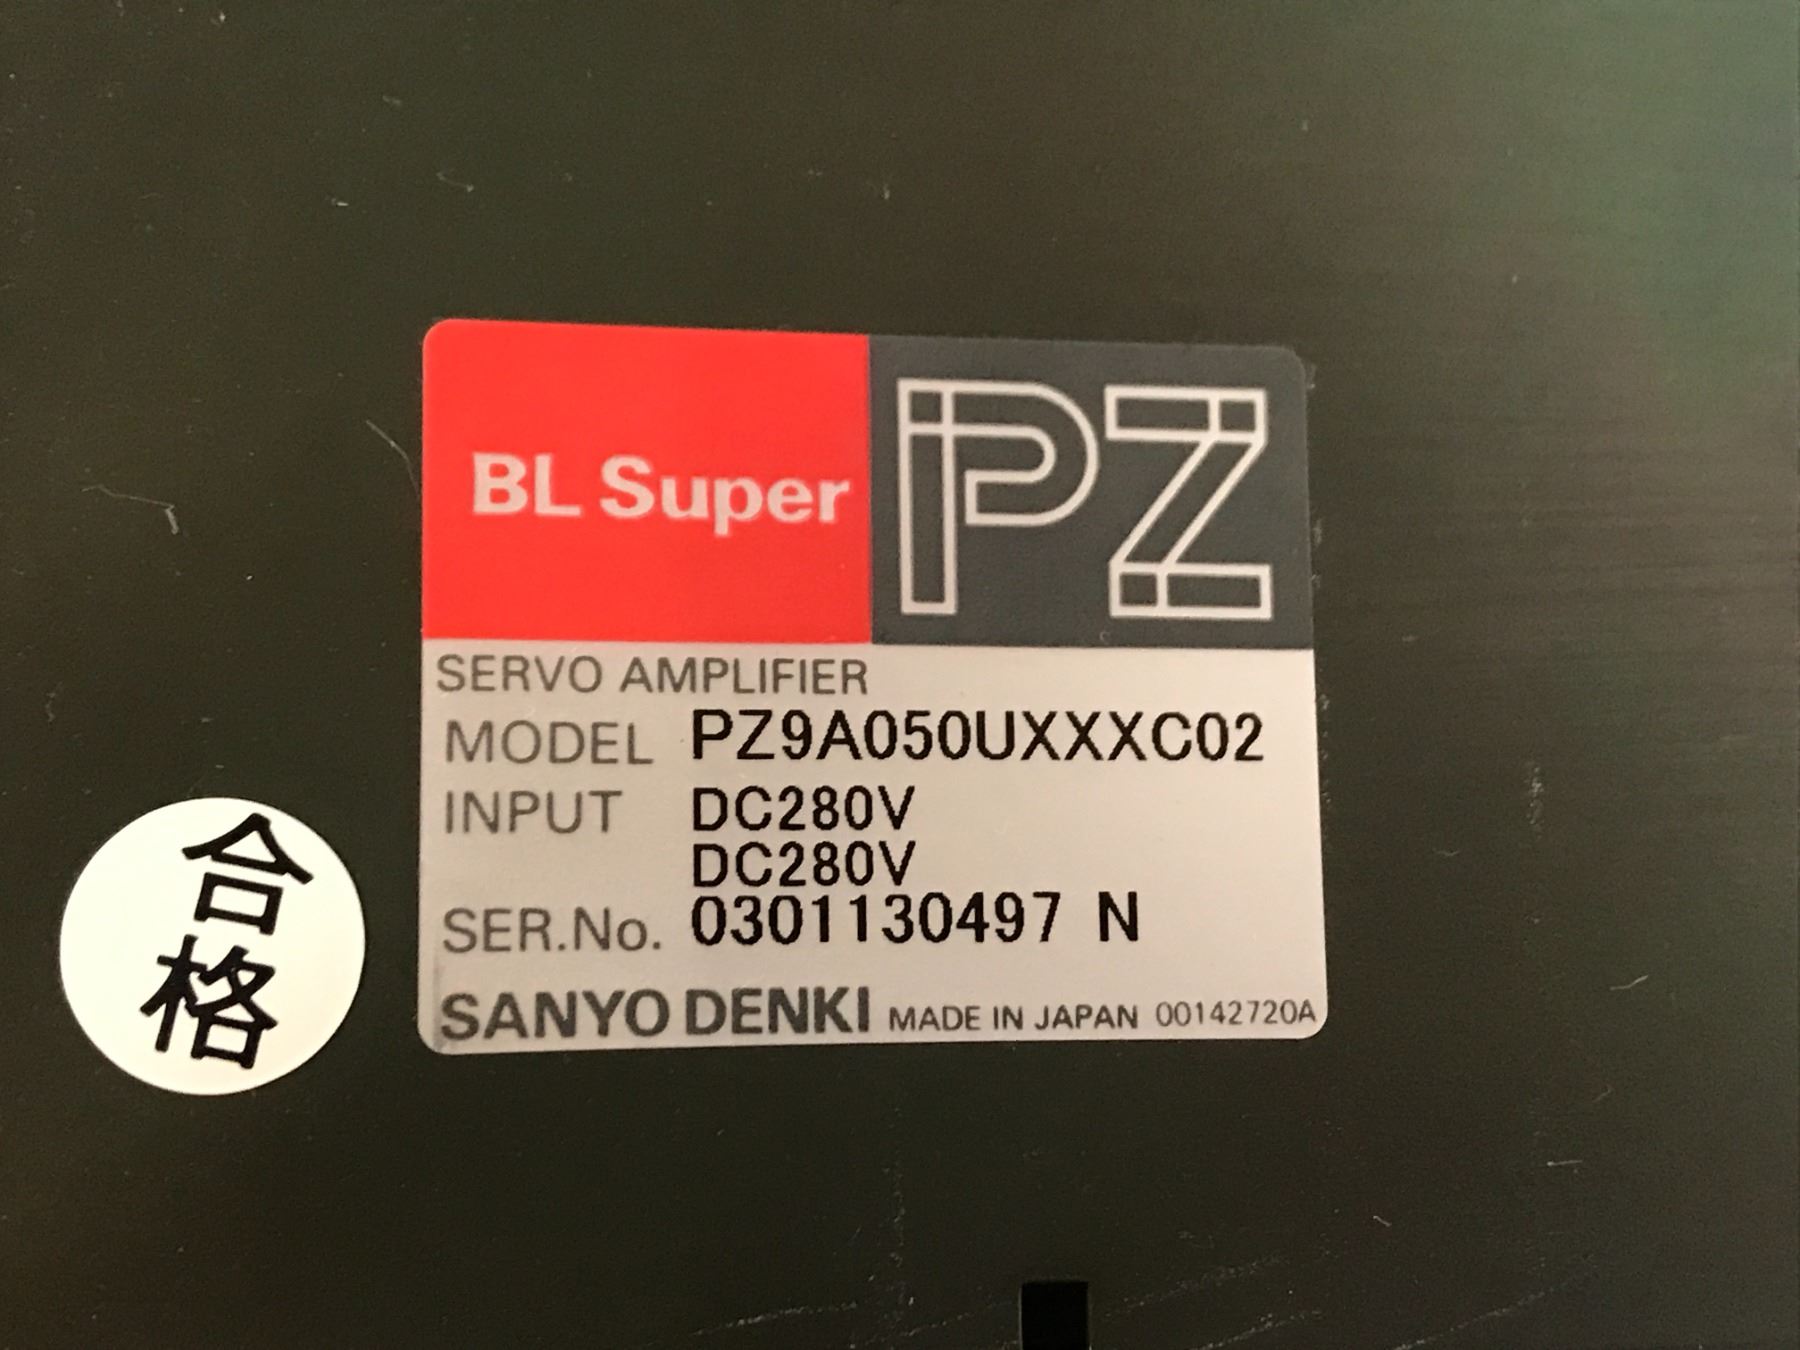 BL Super PZ
SERVO AMPLIFIER
MODEL PZ9A050UXXXC02
INPUT DC280V
DC280V
SER.No. 0301130497 N
SANYO DENKI MADE IN JAPAN 00142720A
合格